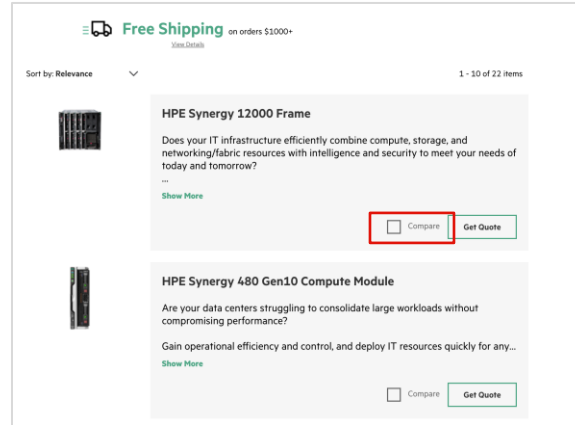 Free Shipping on orders $1000+
View Details
Sort by: Relevance
1 - 10 of 22 items
HPE Synergy 12000 Frame
Does your IT infrastructure efficiently combine compute, storage, and
networking/fabric resources with intelligence and security to meet your needs of
today and tomorrow?
...
Show More
Compare
Get Quote
HPE Synergy 480 Gen10 Compute Module
Are your data centers struggling to consolidate large workloads without
compromising performance?
Gain operational efficiency and control, and deploy IT resources quickly for any...
Show More
Compare
Get Quote